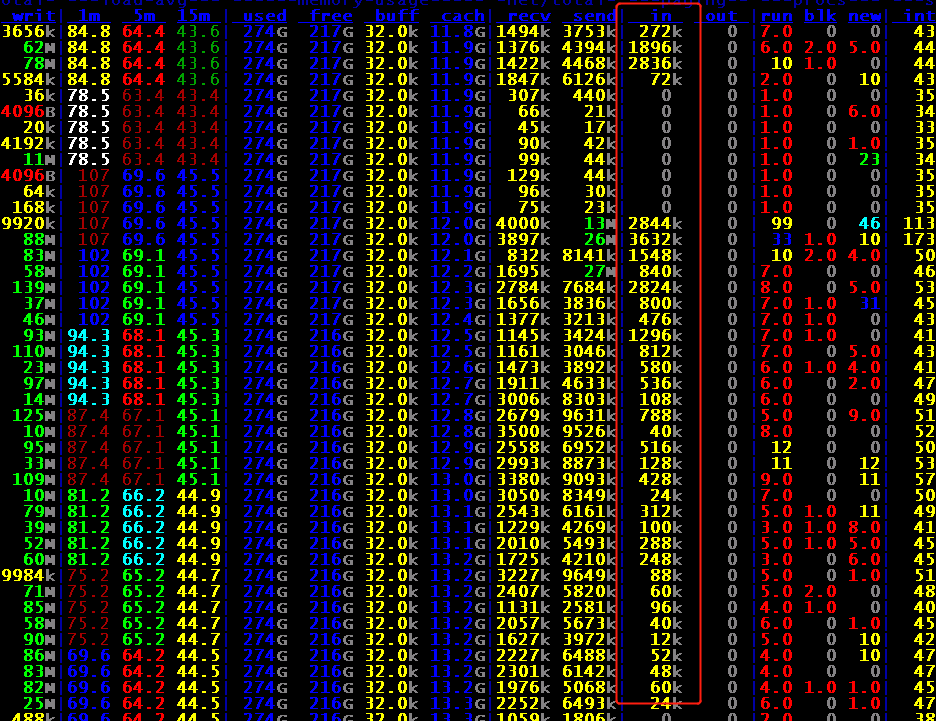 writ| 1m 5m 15m | used free buff cach| recv send| in out |run blk new| int
3656k|84.8 64.4 43.6| 274G 217G 32.0k 11.8G|1494k 3753k| 272k 0 |7.0 0 0| 43
62M|84.8 64.4 43.6| 274G 217G 32.0k 11.9G|1376k 4394k|1896k 0 |6.0 2.0 5.0| 44
78M|84.8 64.4 43.6| 274G 217G 32.0k 11.9G|1422k 4468k|2836k 0 | 10 1.0 0| 44
5584k|84.8 64.4 43.6| 274G 217G 32.0k 11.9G|1847k 6126k| 72k 0 |2.0 0 10| 43
36k|78.5 63.4 43.4| 274G 217G 32.0k 11.9G| 307k 440k| 0 0 |1.0 0 0| 35
4096B|78.5 63.4 43.4| 274G 217G 32.0k 11.9G| 66k 21k| 0 0 |1.0 0 6.0| 34
20k|78.5 63.4 43.4| 274G 217G 32.0k 11.9G| 45k 17k| 0 0 |1.0 0 0| 33
4192k|78.5 63.4 43.4| 274G 217G 32.0k 11.9G| 90k 42k| 0 0 |1.0 0 1.0| 35
11M|78.5 63.4 43.4| 274G 217G 32.0k 11.9G| 99k 44k| 0 0 |1.0 0 23| 34
4096B| 107 69.6 45.5| 274G 217G 32.0k 11.9G| 129k 44k| 0 0 |1.0 0 0| 35
64k| 107 69.6 45.5| 274G 217G 32.0k 11.9G| 96k 30k| 0 0 |1.0 0 0| 35
168k| 107 69.6 45.5| 274G 217G 32.0k 11.9G| 75k 23k| 0 0 |1.0 0 0| 35
9920k| 107 69.6 45.5| 274G 217G 32.0k 12.0G|4000k 13M|2844k 0 | 99 0 46| 113
88M| 107 69.6 45.5| 274G 217G 32.0k 12.0G|3897k 26M|3632k 0 | 33 1.0 10| 173
83M| 102 69.1 45.5| 274G 217G 32.0k 12.1G| 832k 8141k|1548k 0 | 10 2.0 4.0| 50
58M| 102 69.1 45.5| 274G 217G 32.0k 12.2G|1695k 27M| 840k 0 |7.0 0 0| 46
139M| 102 69.1 45.5| 274G 217G 32.0k 12.3G|2784k 7684k|2824k 0 |8.0 0 5.0| 53
37M| 102 69.1 45.5| 274G 217G 32.0k 12.3G|1656k 3836k| 800k 0 |7.0 1.0 31| 45
46M| 102 69.1 45.5| 274G 217G 32.0k 12.4G|1377k 3213k| 476k 0 |7.0 1.0 0| 43
93M|94.3 68.1 45.3| 274G 216G 32.0k 12.5G|1145k 3424k|1296k 0 |7.0 1.0 0| 41
110M|94.3 68.1 45.3| 274G 216G 32.0k 12.5G|1161k 3046k| 812k 0 |7.0 0 5.0| 43
23M|94.3 68.1 45.3| 274G 216G 32.0k 12.6G|1473k 3892k| 580k 0 |6.0 1.0 4.0| 41
97M|94.3 68.1 45.3| 274G 216G 32.0k 12.7G|1911k 4633k| 536k 0 |6.0 0 2.0| 47
14M|94.3 68.1 45.3| 274G 216G 32.0k 12.7G|3006k 8303k| 108k 0 |6.0 0 0| 49
125M|87.4 67.1 45.1| 274G 216G 32.0k 12.8G|2679k 9631k| 788k 0 |5.0 0 9.0| 51
10M|87.4 67.1 45.1| 274G 216G 32.0k 12.8G|3500k 9526k| 40k 0 |8.0 0 0| 52
95M|87.4 67.1 45.1| 274G 216G 32.0k 12.9G|2558k 6952k| 516k 0 | 12 0 0| 50
33M|87.4 67.1 45.1| 274G 216G 32.0k 13.0G|2993k 8873k| 128k 0 | 11 0 12| 53
109M|87.4 67.1 45.1| 274G 216G 32.0k 13.0G|3380k 9093k| 428k 0 |9.0 0 11| 57
10M|81.2 66.2 44.9| 274G 216G 32.0k 13.0G|3050k 8349k| 24k 0 |7.0 0 0| 50
79M|81.2 66.2 44.9| 274G 216G 32.0k 13.1G|2543k 6161k| 312k 0 |5.0 1.0 11| 49
39M|81.2 66.2 44.9| 274G 216G 32.0k 13.1G|1229k 4269k| 100k 0 |3.0 1.0 8.0| 41
52M|81.2 66.2 44.9| 274G 216G 32.0k 13.1G|2010k 5493k| 288k 0 |5.0 1.0 5.0| 45
60M|81.2 66.2 44.9| 274G 216G 32.0k 13.2G|1725k 4210k| 248k 0 |3.0 0 6.0| 45
9984k|75.2 65.2 44.7| 274G 216G 32.0k 13.2G|3227k 9649k| 88k 0 |5.0 0 1.0| 51
71M|75.2 65.2 44.7| 274G 216G 32.0k 13.2G|2407k 5820k| 60k 0 |5.0 2.0 0| 48
85M|75.2 65.2 44.7| 274G 216G 32.0k 13.2G|1131k 2581k| 96k 0 |4.0 1.0 0| 40
58M|75.2 65.2 44.7| 274G 216G 32.0k 13.2G|2057k 5673k| 40k 0 |6.0 0 1.0| 45
90M|75.2 65.2 44.7| 274G 216G 32.0k 13.2G|1627k 3972k| 12k 0 |5.0 0 10| 42
86M|69.6 64.2 44.5| 274G 216G 32.0k 13.2G|2227k 6488k| 52k 0 |4.0 0 10| 47
83M|69.6 64.2 44.5| 274G 216G 32.0k 13.2G|2301k 6142k| 48k 0 |4.0 0 0| 47
82M|69.6 64.2 44.5| 274G 216G 32.0k 13.2G|1976k 5068k| 60k 0 |4.0 1.0 1.0| 45
25M|69.6 64.2 44.5| 274G 216G 32.0k 13.2G|2252k 6493k| 24k 0 |6.0 0 1.0| 47
488k|69.6 64.2 44.5| 274G 216G 32.0k 13.2G|1059k 1806k| 0 0